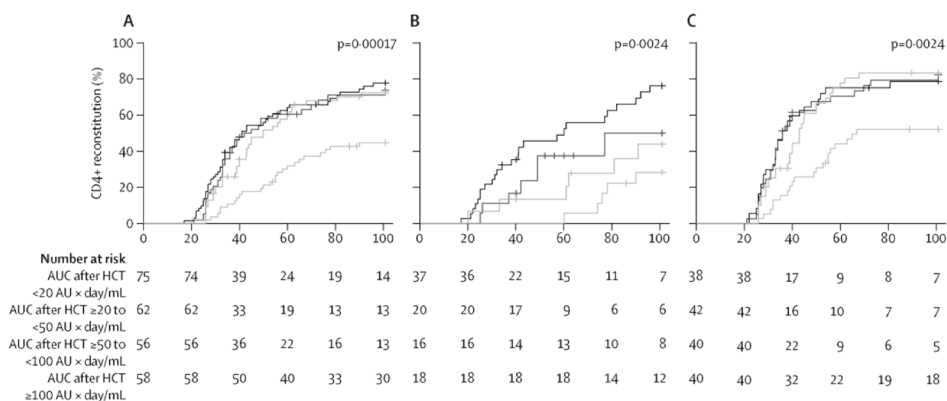 A B C
p=0·00017 p=0·0024 p=0·0024
CD4+ reconstitution (%)
100
80
60
40
20
0
0 20 40 60 80 100 0 20 40 60 80 100 0 20 40 60 80 100
Number at risk
AUC after HCT 75 74 39 24 19 14 37 36 22 15 11 7 38 38 17 9 8 7
<20 AU × day/mL
AUC after HCT ≥20 to 62 62 33 19 13 13 20 20 17 9 6 6 42 42 16 10 7 7
<50 AU × day/mL
AUC after HCT ≥50 to 56 56 36 22 16 13 16 16 14 13 10 8 40 40 22 9 6 5
<100 AU × day/mL
AUC after HCT 58 58 50 40 33 30 18 18 18 18 14 12 40 40 32 22 19 18
≥100 AU × day/mL